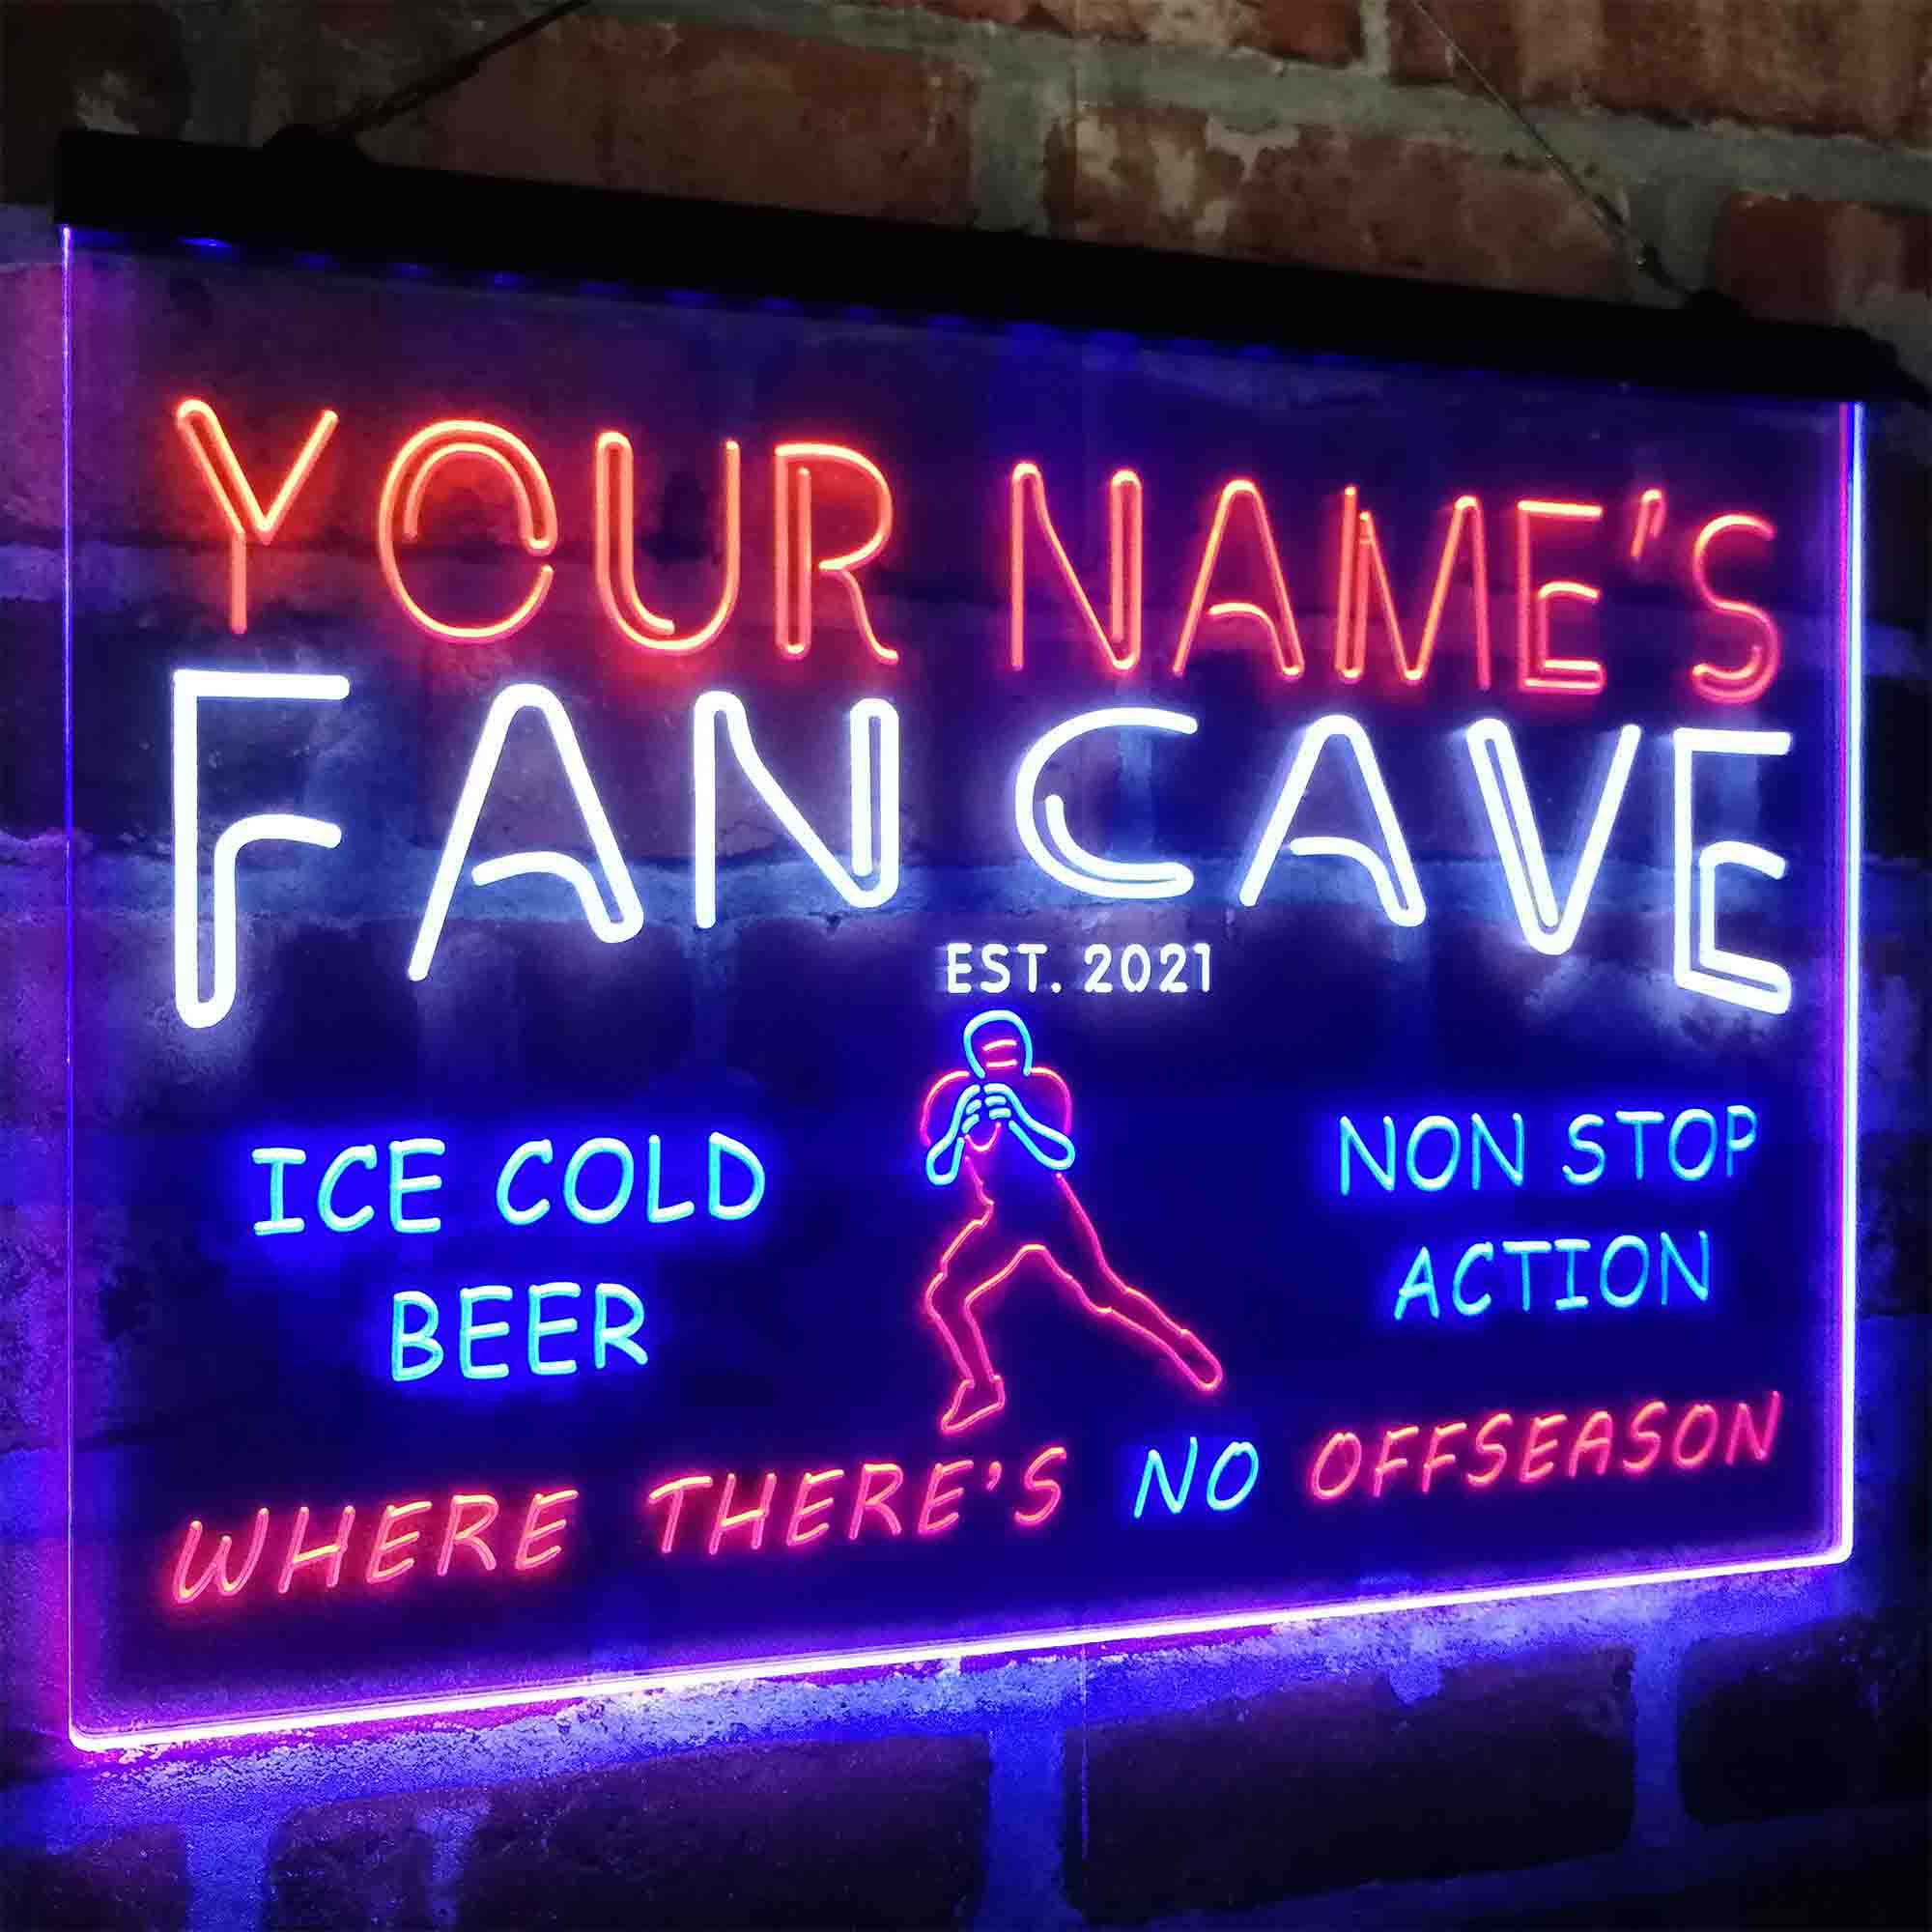 YOUR NAME'S
FAN CAVE
EST. 2021
ICE COLD
BEER
NON STOP
ACTION
WHERE THERE'S NO OFFSEASON